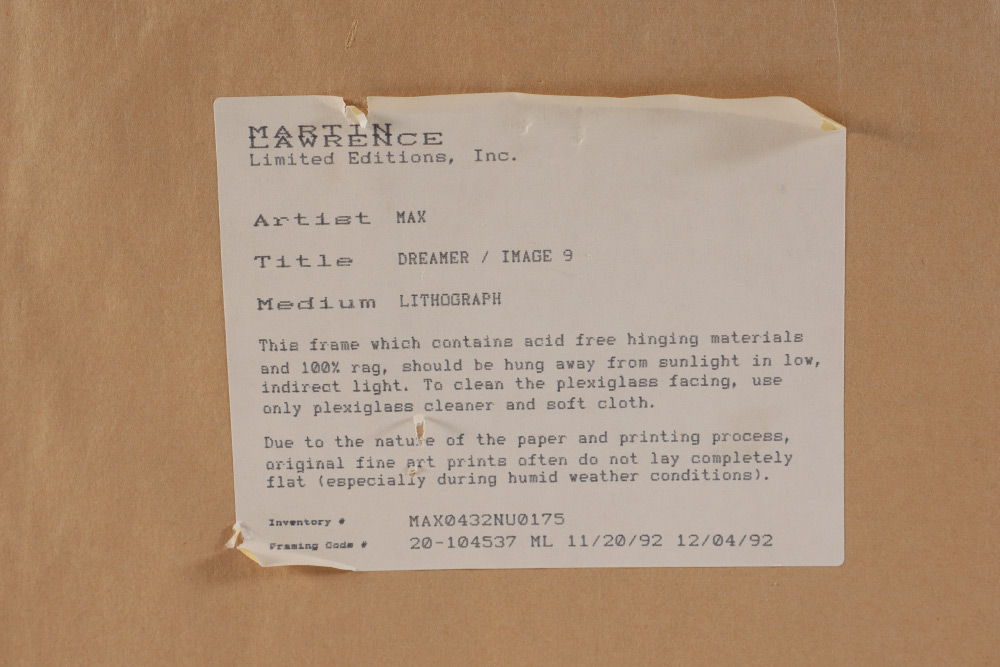 MARTIN
LAWRENCE
Limited Editions, Inc.
Artist MAX
Title DREAMER / IMAGE 9
Medium LITHOGRAPH
This frame which contains acid free hinging materials
and 100% rag, should be hung away from sunlight in low,
indirect light. To clean the plexiglass facing, use
only plexiglass cleaner and soft cloth.
Due to the nature of the paper and printing process,
original fine art prints often do not lay completely
flat (especially during humid weather conditions).
Inventory # MAX0432NU0175
Framing Code # 20-104537 ML 11/20/92 12/04/92